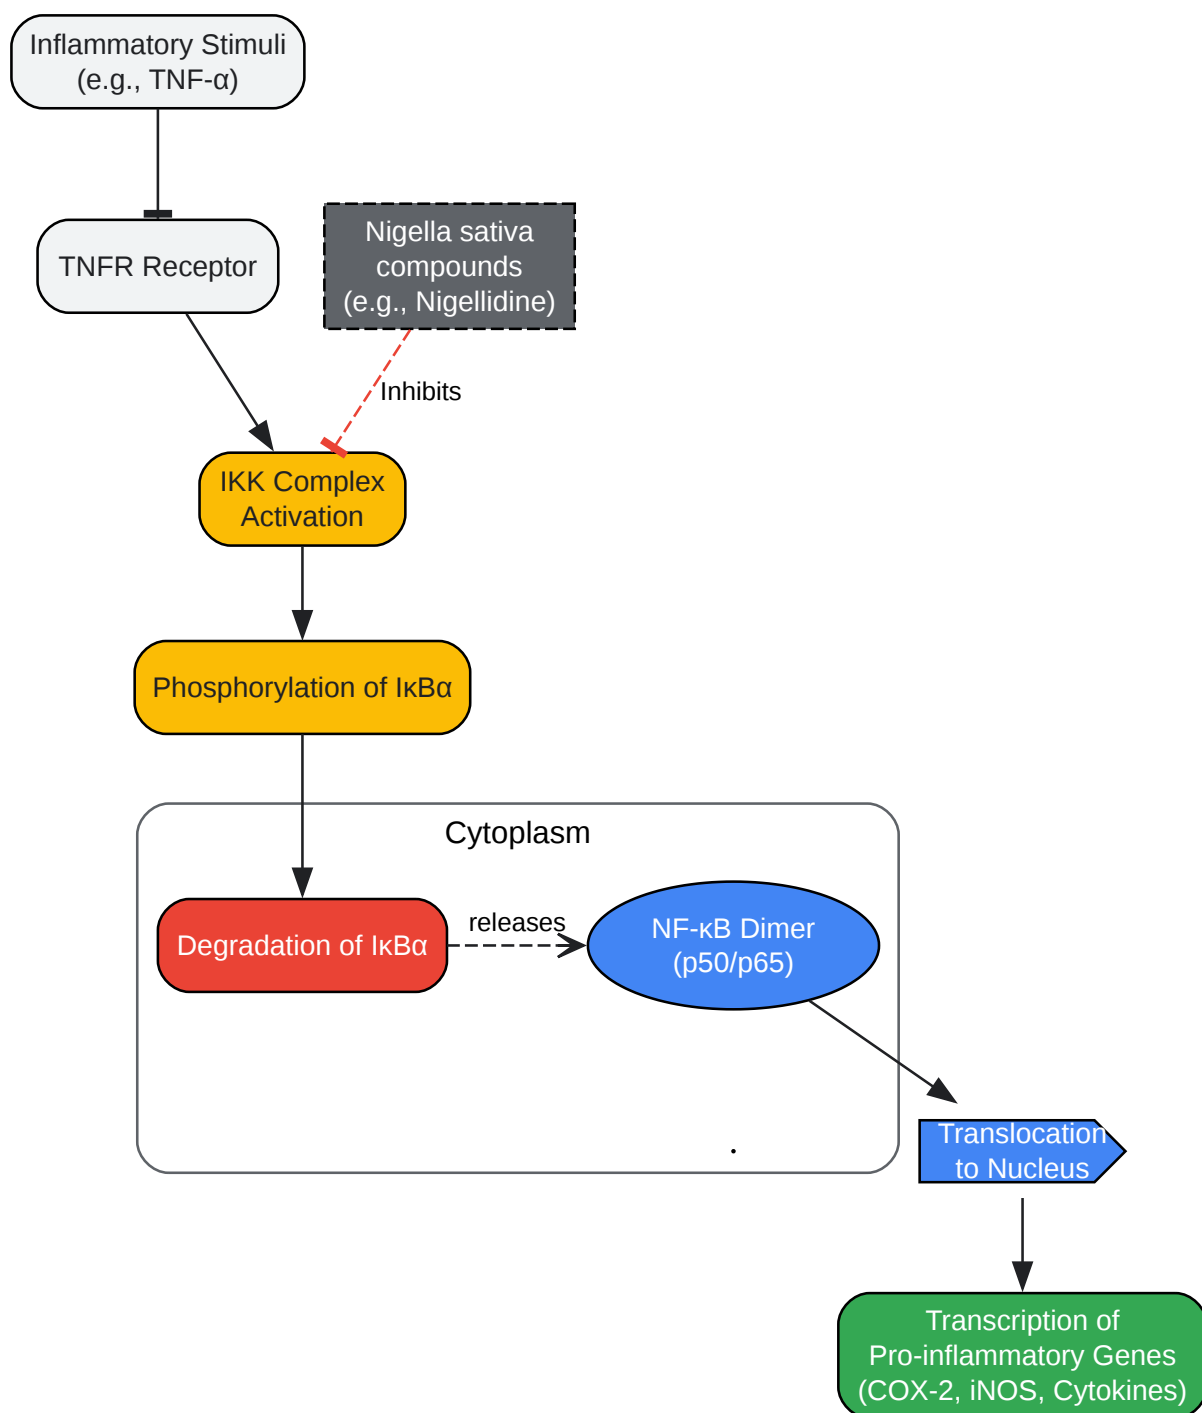 Inflammatory Stimuli
(e.g., TNF-α)
TNFR Receptor
Nigella sativa
compounds
(e.g., Nigellidine)
Inhibits
IKK Complex
Activation
Phosphorylation of IκBα
Cytoplasm
Degradation of IκBα
releases
NF-κB Dimer
(p50/p65)
Translocation
to Nucleus
Transcription of
Pro-inflammatory Genes
(COX-2, iNOS, Cytokines)